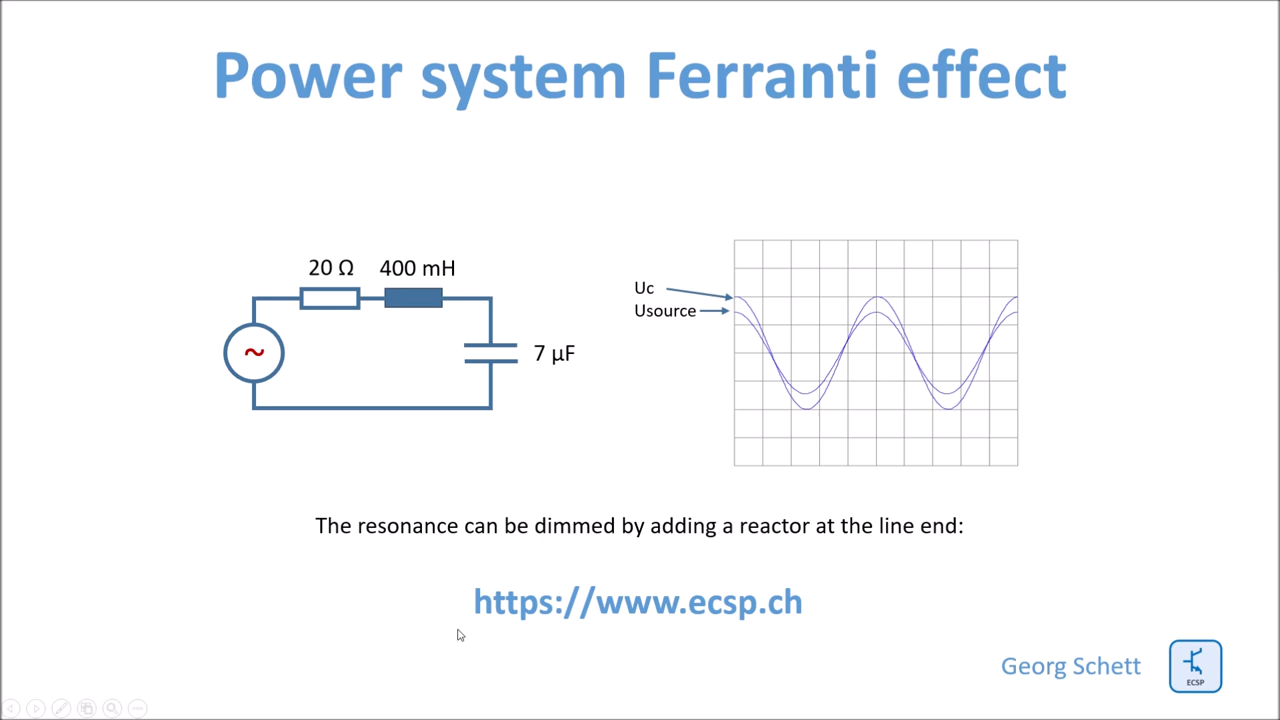 Power system Ferranti effect
20 Ω 400 mH
7 µF
~
Uc
Usource
The resonance can be dimmed by adding a reactor at the line end:
https://www.ecsp.ch
Georg Schett
ECSP